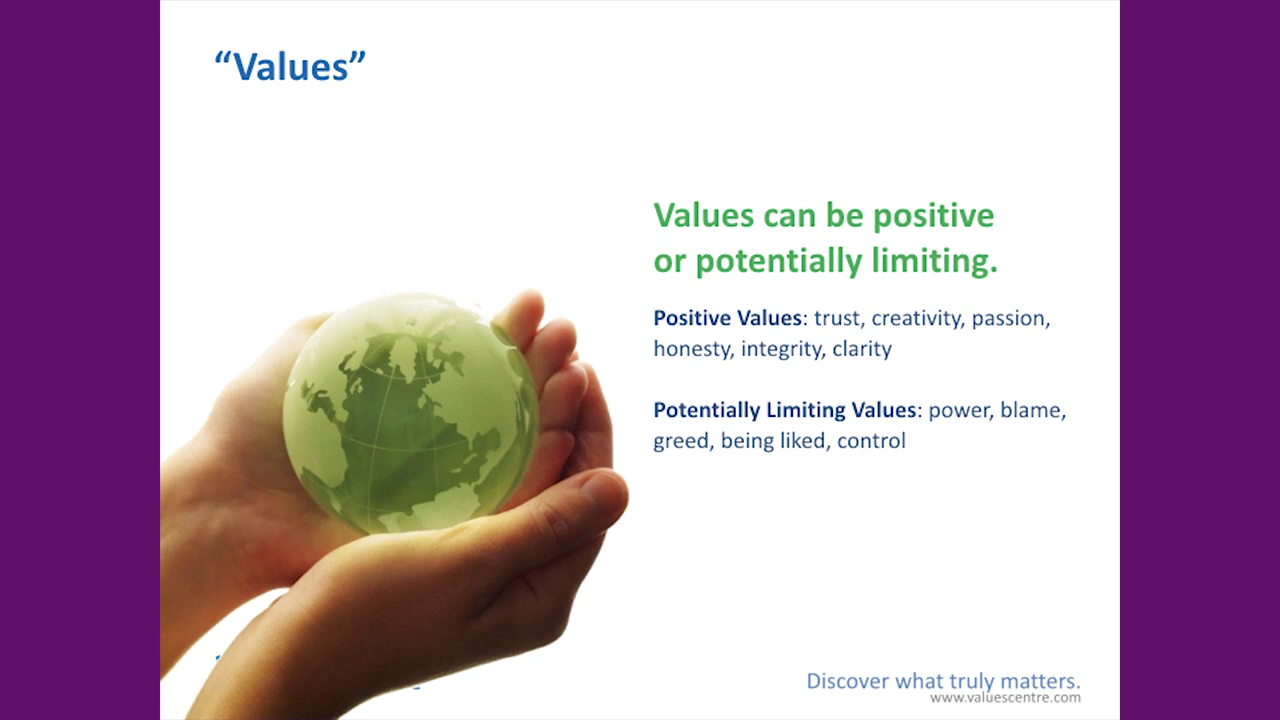 “Values”
Values can be positive
or potentially limiting.
Positive Values: trust, creativity, passion,
honesty, integrity, clarity
Potentially Limiting Values: power, blame,
greed, being liked, control
Discover what truly matters.
www.valuescentre.com